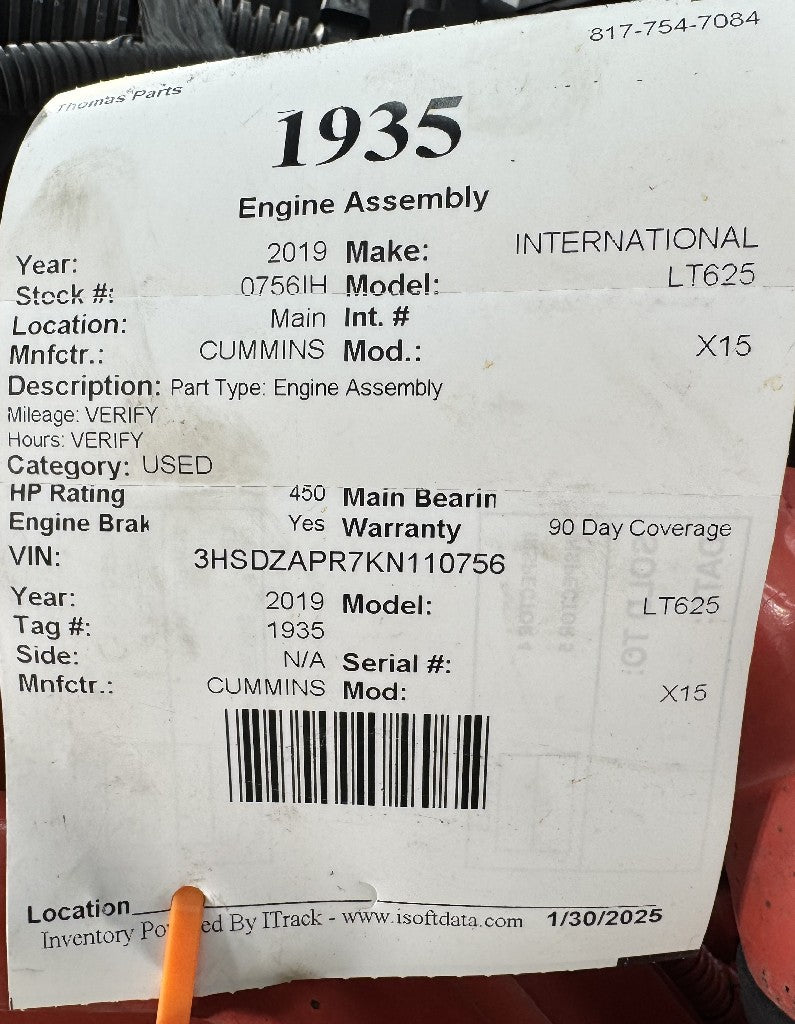 817-754-7084
Thomas Parts
1935
Engine Assembly
Year: 2019 Make: INTERNATIONAL
Stock #: 0756IH Model: LT625
Location: Main Int. #
Mnfctr.: CUMMINS Mod.: X15
Description: Part Type: Engine Assembly
Mileage: VERIFY
Hours: VERIFY
Category: USED
HP Rating 450 Main Bearin
Engine Brak Yes Warranty 90 Day Coverage
VIN: 3HSDZAPR7KN110756
Year: 2019 Model: LT625
Tag #: 1935
Side: N/A Serial #:
Mnfctr.: CUMMINS Mod: X15
Location
Inventory Po ed By ITrack - www.isoftdata.com 1/30/2025